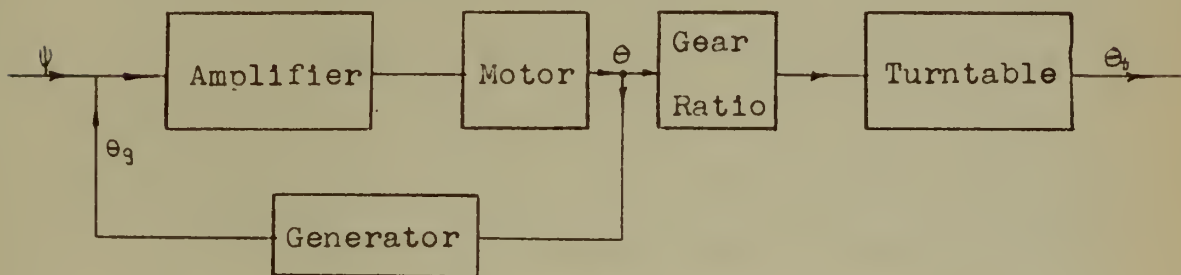 ψ
Amplifier
Motor
θ
Gear
Ratio
Turntable
θt
θg
Generator